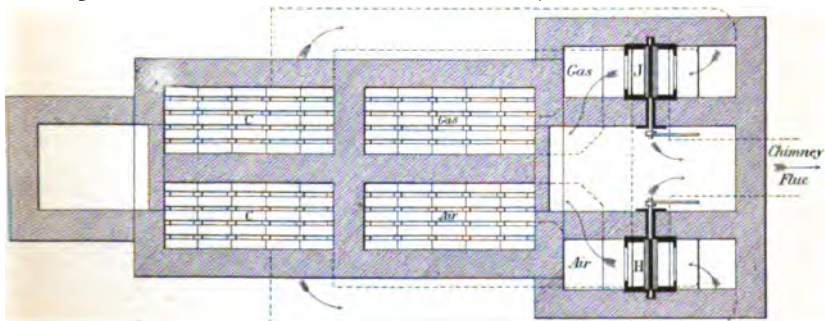 Gas J
C Gas
Chimney
Flue
C Air
Air H